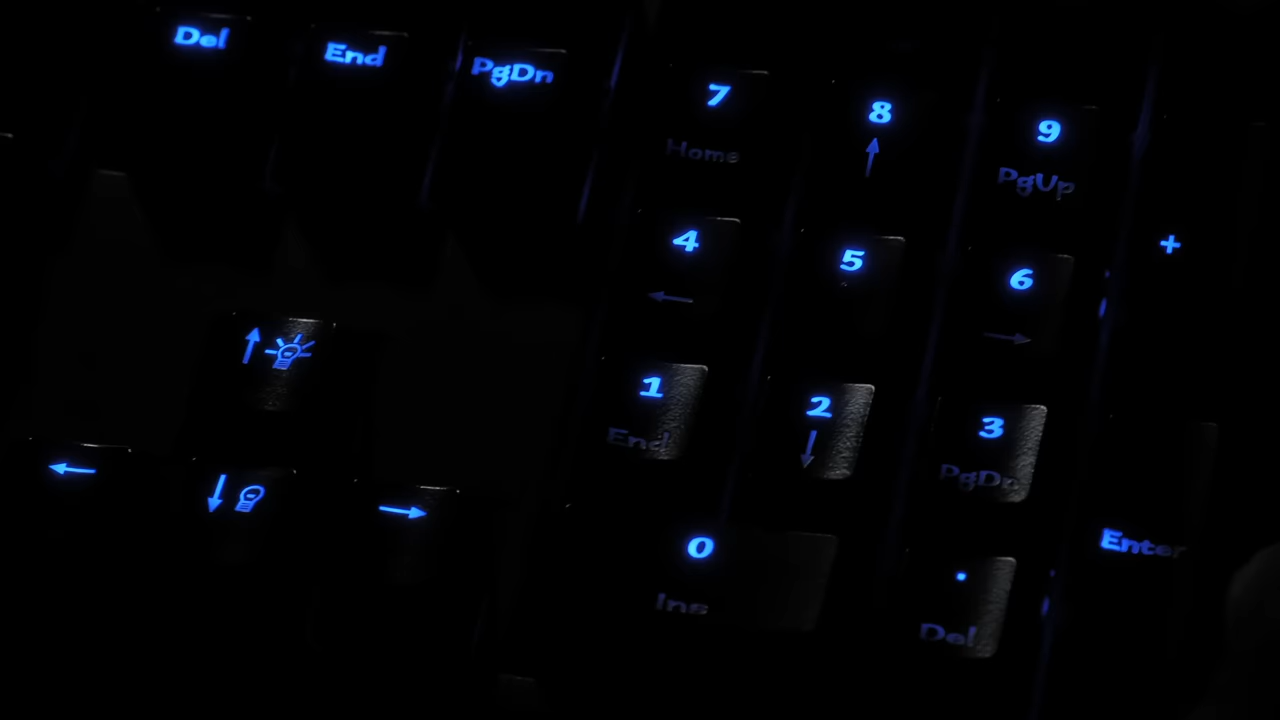 Del End PgDn
7 8 9
Home ↑ PgUp
4 5 6 +
← →
1 2 3
End ↓ PgDn
↑
← ↓ →
0 . Enter
Ins Del